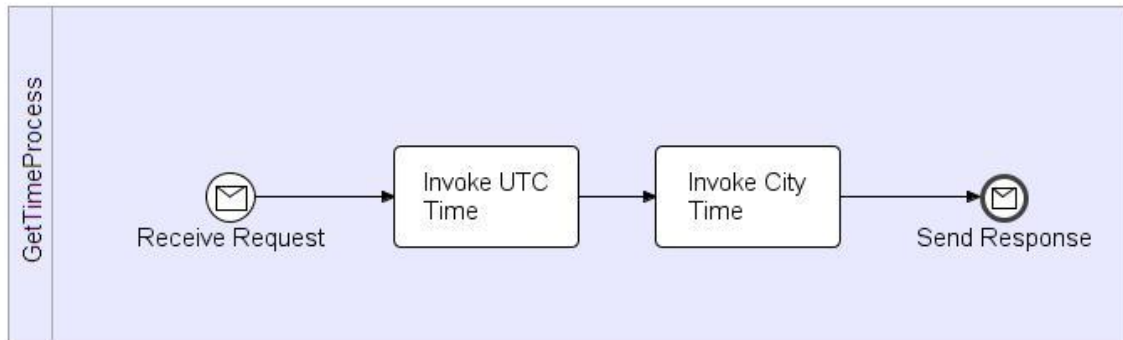 GetTimeProcess
Receive Request
Invoke UTC
Time
Invoke City
Time
Send Response